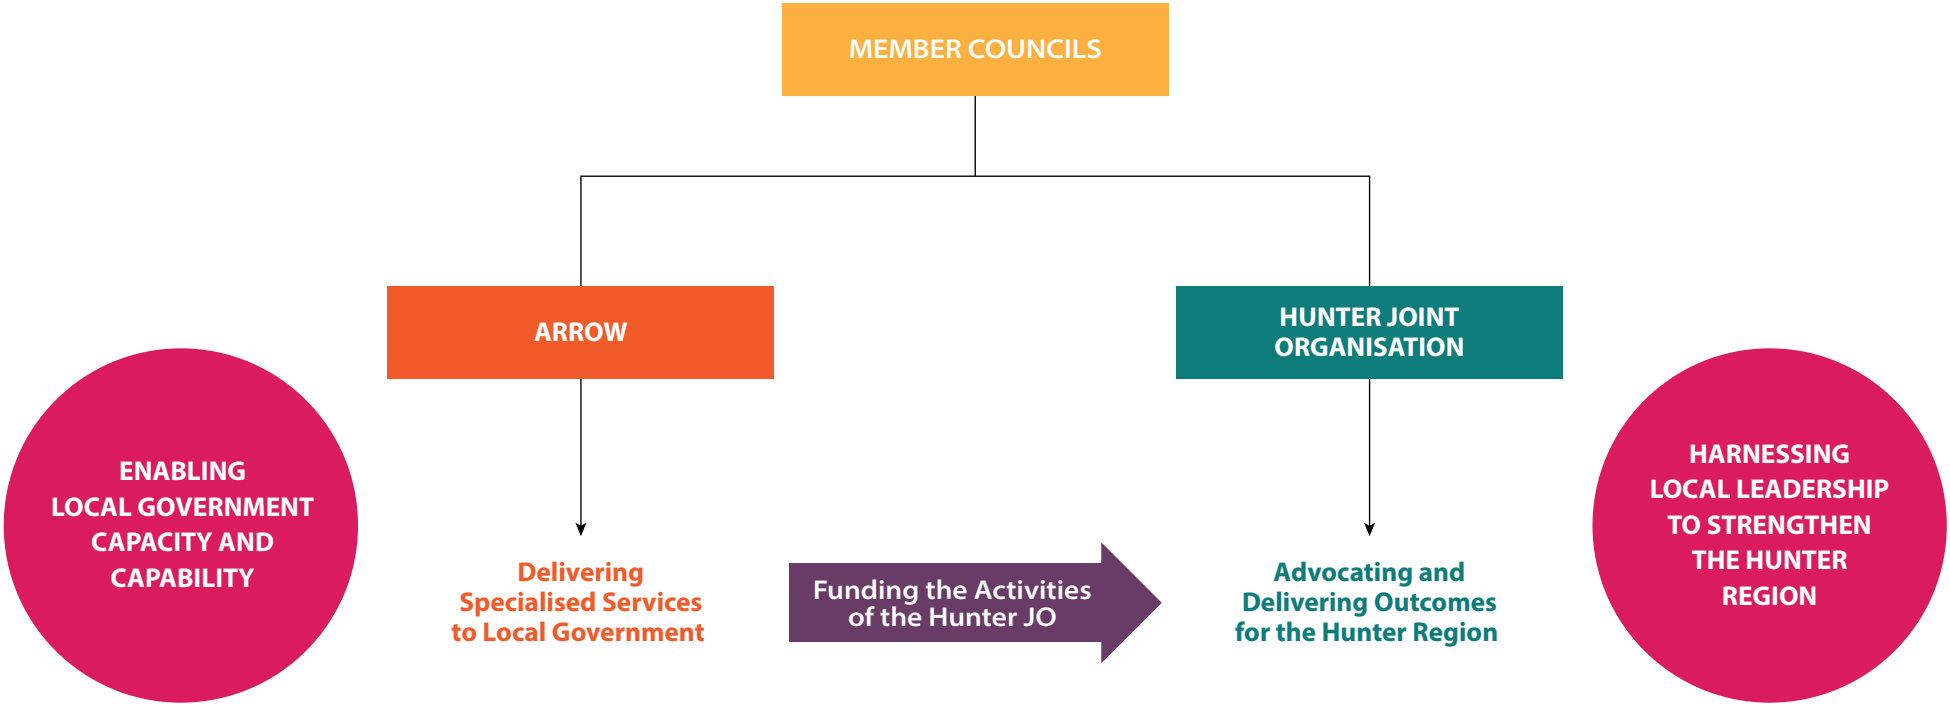 MEMBER COUNCILS
ARROW
HUNTER JOINT
ORGANISATION
ENABLING
LOCAL GOVERNMENT
CAPACITY AND
CAPABILITY
Delivering
Specialised Services
to Local Government
Funding the Activities
of the Hunter JO
Advocating and
Delivering Outcomes
for the Hunter Region
HARNESSING
LOCAL LEADERSHIP
TO STRENGTHEN
THE HUNTER
REGION